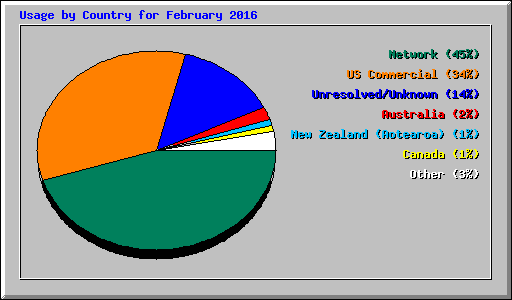 Usage by Country for February 2016
Network (45%)
US Commercial (34%)
Unresolved/Unknown (14%)
Australia (2%)
New Zealand (Aotearoa) (1%)
Canada (1%)
Other (3%)